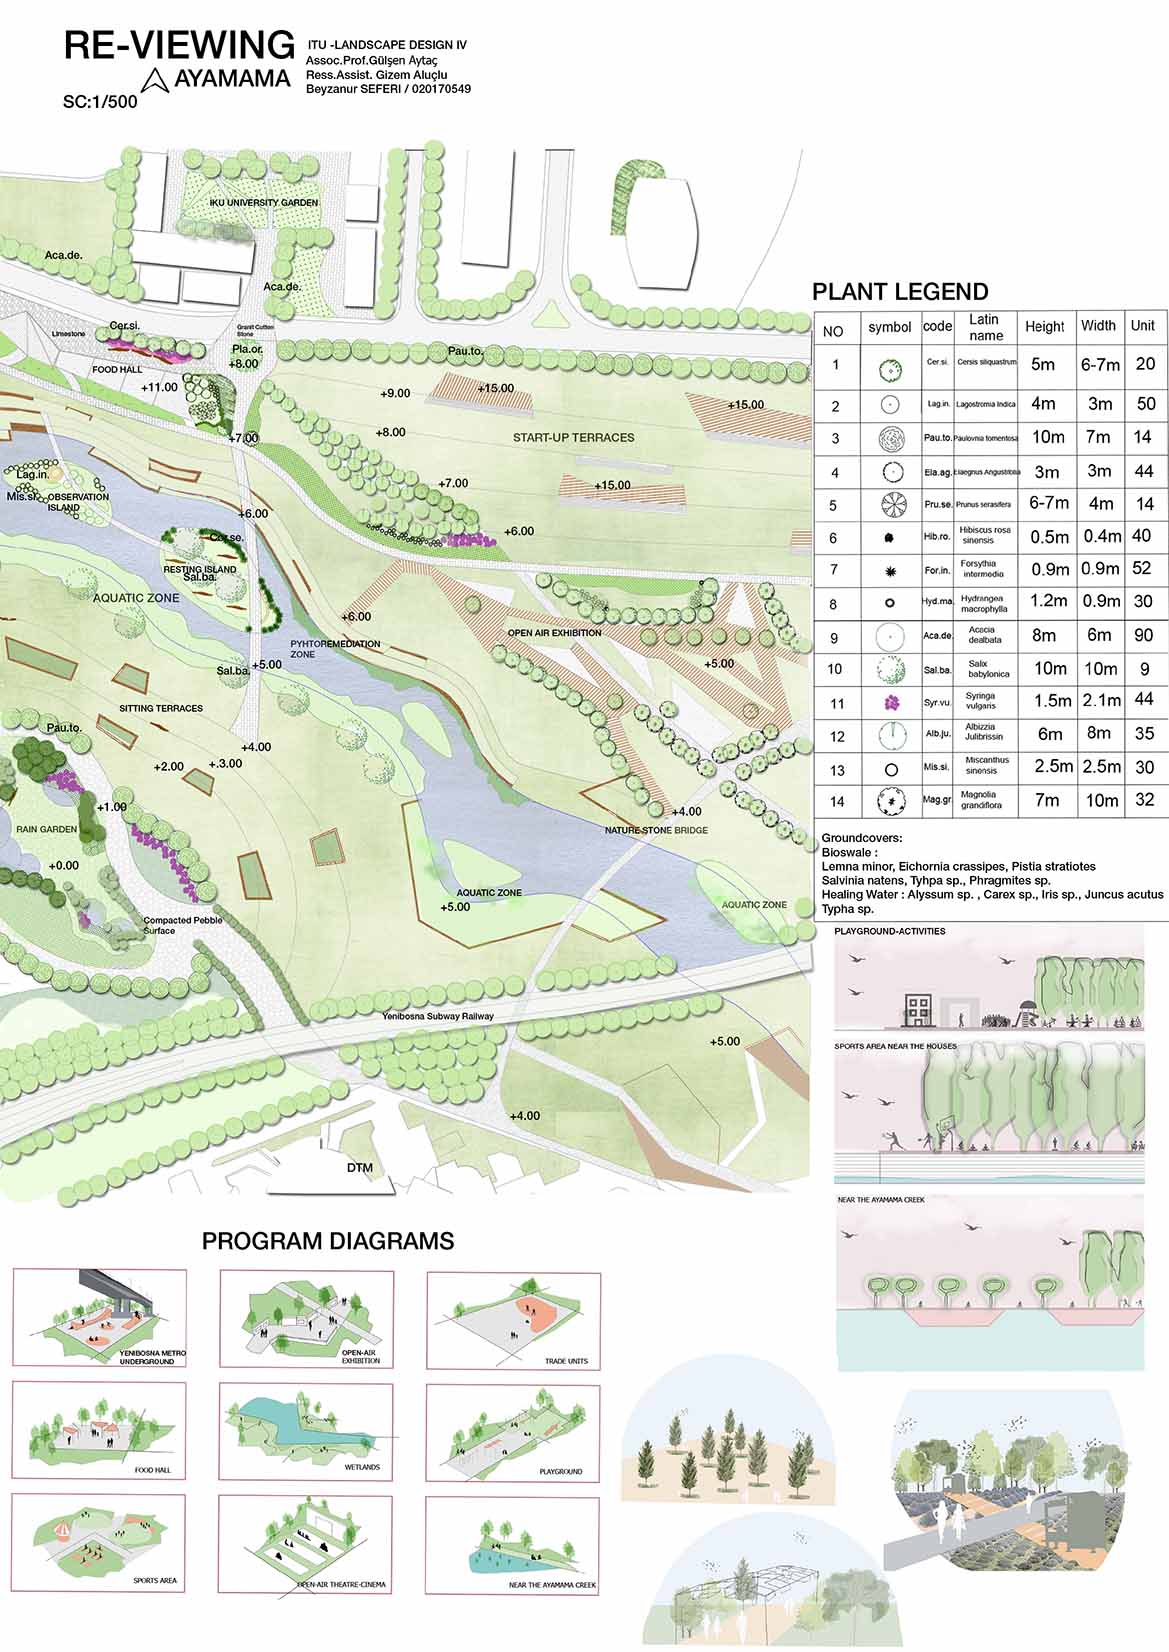 RE-VIEWING
AYAMAMA
SC:1/500
ITU -LANDSCAPE DESIGN IV
Assoc.Prof.Gülşen Aytaç
Ress.Assist. Gizem Aluçlu
Beyzanur SEFERI / 020170549
IKU UNIVERSITY GARDEN
Aca.de.
Aca.de.
Limestone
Cer.si.
Granit Cutten
Stone
Pla.or.
+8.00
Pau.to.
FOOD HALL
+11.00
+9.00
+15.00
+15.00
+7.00
+8.00
START-UP TERRACES
Lag.in.
Mis.si.
OBSERVATION
ISLAND
+7.00
+15.00
+6.00
+6.00
Cor.se.
RESTING ISLAND
Sal.ba.
AQUATIC ZONE
+6.00
OPEN AIR EXHIBITION
PYHTOREMEDIATION
ZONE
+5.00
Sal.ba.
+5.00
SITTING TERRACES
Pau.to.
+4.00
+2.00
+.3.00
+1.00
RAIN GARDEN
+4.00
NATURE STONE BRIDGE
+0.00
AQUATIC ZONE
+5.00
AQUATIC ZONE
Compacted Pebble
Surface
Yenibosna Subway Railway
+5.00
+4.00
DTM
PLANT LEGEND
NO symbol code Latin name Height Width Unit
1 Cer.si. Cersis siliquastrum 5m 6-7m 20
2 Lag.in. Lagostromia Indica 4m 3m 50
3 Pau.to. Paulovnia tomentosa 10m 7m 14
4 Ela.ag. Elaegnus Angustifolia 3m 3m 44
5 Pru.se. Prunus serasifera 6-7m 4m 14
6 Hib.ro. Hibiscus rosa sinensis 0.5m 0.4m 40
7 For.in. Forsythia intermedia 0.9m 0.9m 52
8 Hyd.ma. Hydrangea macrophylla 1.2m 0.9m 30
9 Aca.de. Acacia dealbata 8m 6m 90
10 Sal.ba. Salix babylonica 10m 10m 9
11 Syr.vu. Syringa vulgaris 1.5m 2.1m 44
12 Alb.ju. Albizzia Julibrissin 6m 8m 35
13 Mis.si. Miscanthus sinensis 2.5m 2.5m 30
14 Mag.gr. Magnolia grandiflora 7m 10m 32
Groundcovers:
Bioswale :
Lemna minor, Eichornia crassipes, Pistia stratiotes
Salvinia natens, Tyhpa sp., Phragmites sp.
Healing Water : Alyssum sp. , Carex sp., Iris sp., Juncus acutus
Typha sp.
PLAYGROUND-ACTIVITIES
SPORTS AREA NEAR THE HOUSES
NEAR THE AYAMAMA CREEK
PROGRAM DIAGRAMS
YENIBOSNA METRO
UNDERGROUND
OPEN-AIR
EXHIBITION
TRADE UNITS
FOOD HALL
WETLANDS
PLAYGROUND
SPORTS AREA
OPEN-AIR THEATRE-CINEMA
NEAR THE AYAMAMA CREEK